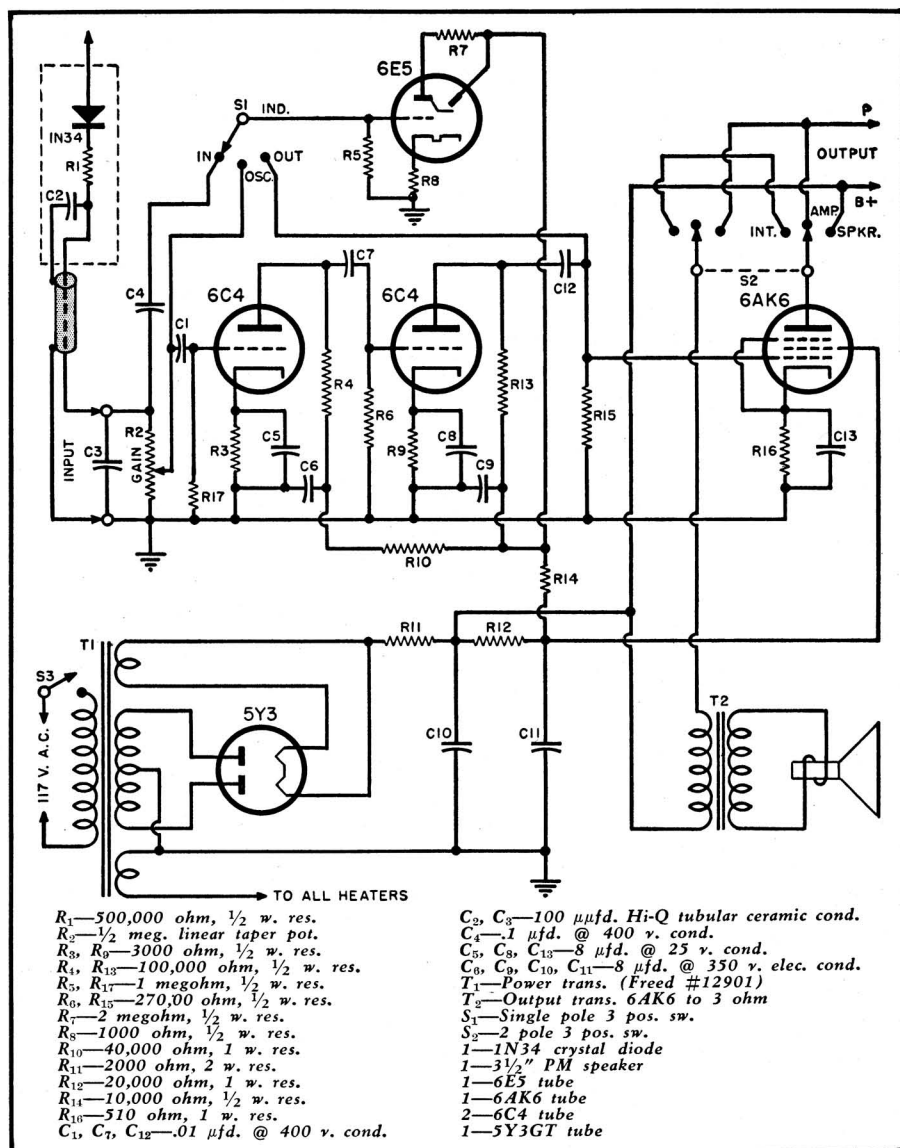 6E5
R7
S1
IND.
IN34
R1
IN
OSC.
OUT
R5
R8
C2
P
OUTPUT
B+
INT.
AMP.
SPKR.
S2
C7
C12
C4
6C4
6C4
6AK6
C1
R4
R13
R6
R15
R2
GAIN
INPUT
C3
R3
C5
C6
R9
C8
C9
R16
C13
R17
R10
R14
T1
R11
R12
S3
5Y3
117 V. A.C.
C10
C11
T2
TO ALL HEATERS
R₁—500,000 ohm, ½ w. res.
R₂—½ meg. linear taper pot.
R₃, R₉—3000 ohm, ½ w. res.
R₄, R₁₃—100,000 ohm, ½ w. res.
R₅, R₁₇—1 megohm, ½ w. res.
R₆, R₁₅—270,00 ohm, ½ w. res.
R₇—2 megohm, ½ w. res.
R₈—1000 ohm, ½ w. res.
R₁₀—40,000 ohm, 1 w. res.
R₁₁—2000 ohm, 2 w. res.
R₁₂—20,000 ohm, 1 w. res.
R₁₄—10,000 ohm, ½ w. res.
R₁₆—510 ohm, 1 w. res.
C₁, C₇, C₁₂—.01 µfd. @ 400 v. cond.
C₂, C₃—100 µµfd. Hi-Q tubular ceramic cond.
C₄—.1 µfd. @ 400 v. cond.
C₅, C₈, C₁₃—8 µfd. @ 25 v. cond.
C₆, C₉, C₁₀, C₁₁—8 µfd. @ 350 v. elec. cond.
T₁—Power trans. (Freed #12901)
T₂—Output trans. 6AK6 to 3 ohm
S₁—Single pole 3 pos. sw.
S₂—2 pole 3 pos. sw.
1—1N34 crystal diode
1—3½″ PM speaker
1—6E5 tube
1—6AK6 tube
2—6C4 tube
1—5Y3GT tube